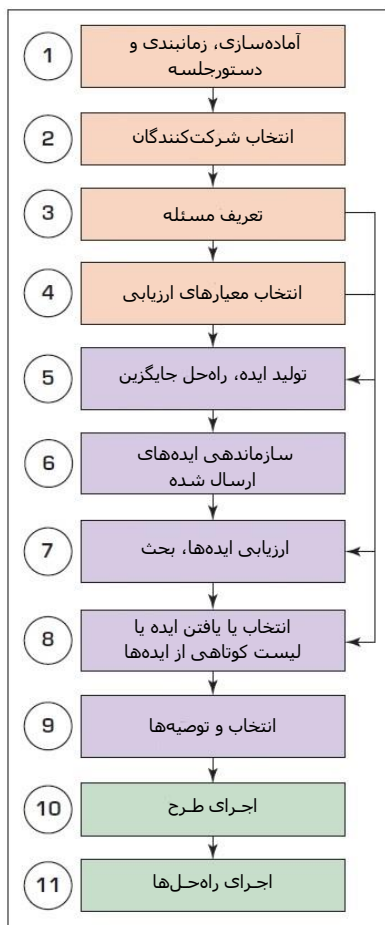 1
آماده‌سازی، زمانبندی و
دستورجلسه
2
انتخاب شرکت‌کنندگان
3
تعریف مسئله
4
انتخاب معیارهای ارزیابی
5
تولید ایده، راه‌حل جایگزین
6
سازماندهی ایده‌های
ارسال شده
7
ارزیابی ایده‌ها، بحث
8
انتخاب یا یافتن ایده یا
لیست کوتاهی از ایده‌ها
9
انتخاب و توصیه‌ها
10
اجرای طرح
11
اجرای راه‌حل‌ها